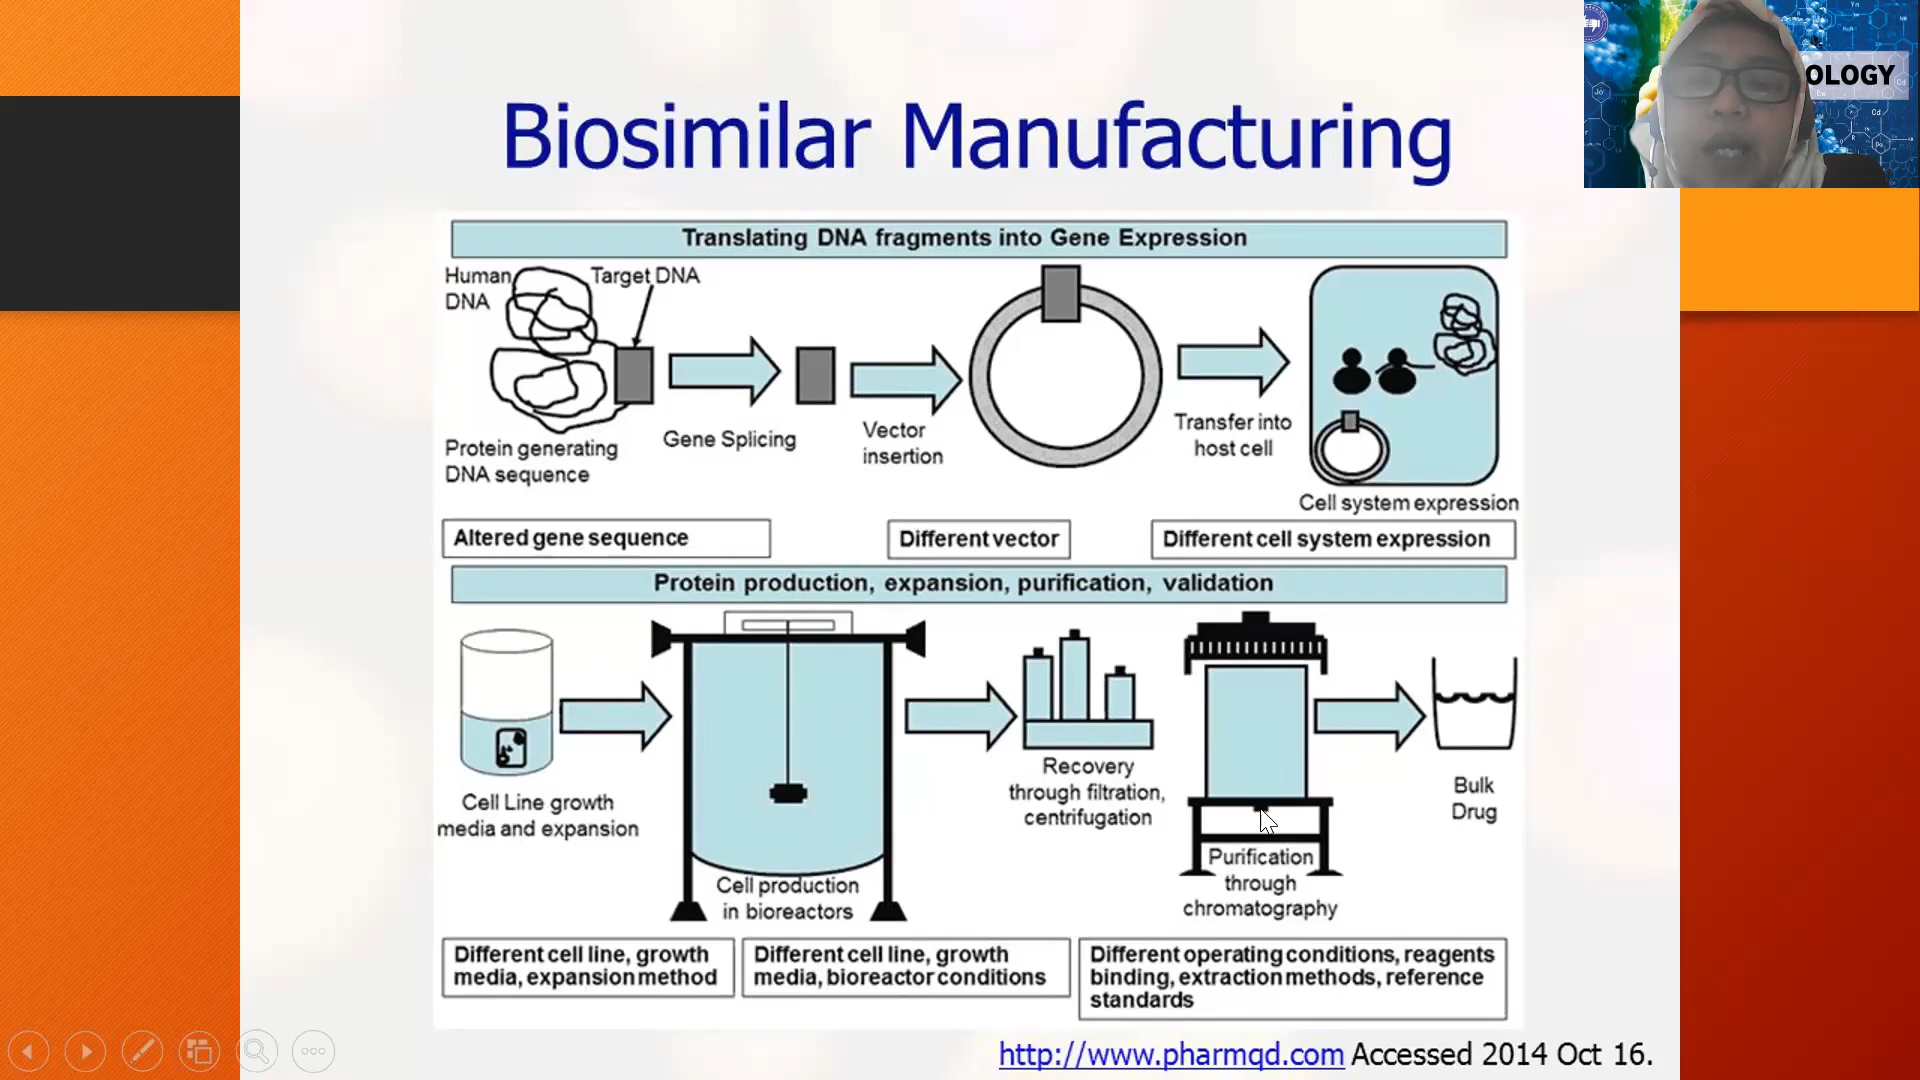 OLOGY
Biosimilar Manufacturing
Translating DNA fragments into Gene Expression
Human
DNA
Target DNA
Protein generating
DNA sequence
Gene Splicing
Vector
insertion
Transfer into
host cell
Cell system expression
Altered gene sequence
Different vector
Different cell system expression
Protein production, expansion, purification, validation
Cell Line growth
media and expansion
Cell production
in bioreactors
Recovery
through filtration,
centrifugation
Purification
through
chromatography
Bulk
Drug
Different cell line, growth
media, expansion method
Different cell line, growth
media, bioreactor conditions
Different operating conditions, reagents
binding, extraction methods, reference
standards
http://www.pharmqd.com Accessed 2014 Oct 16.